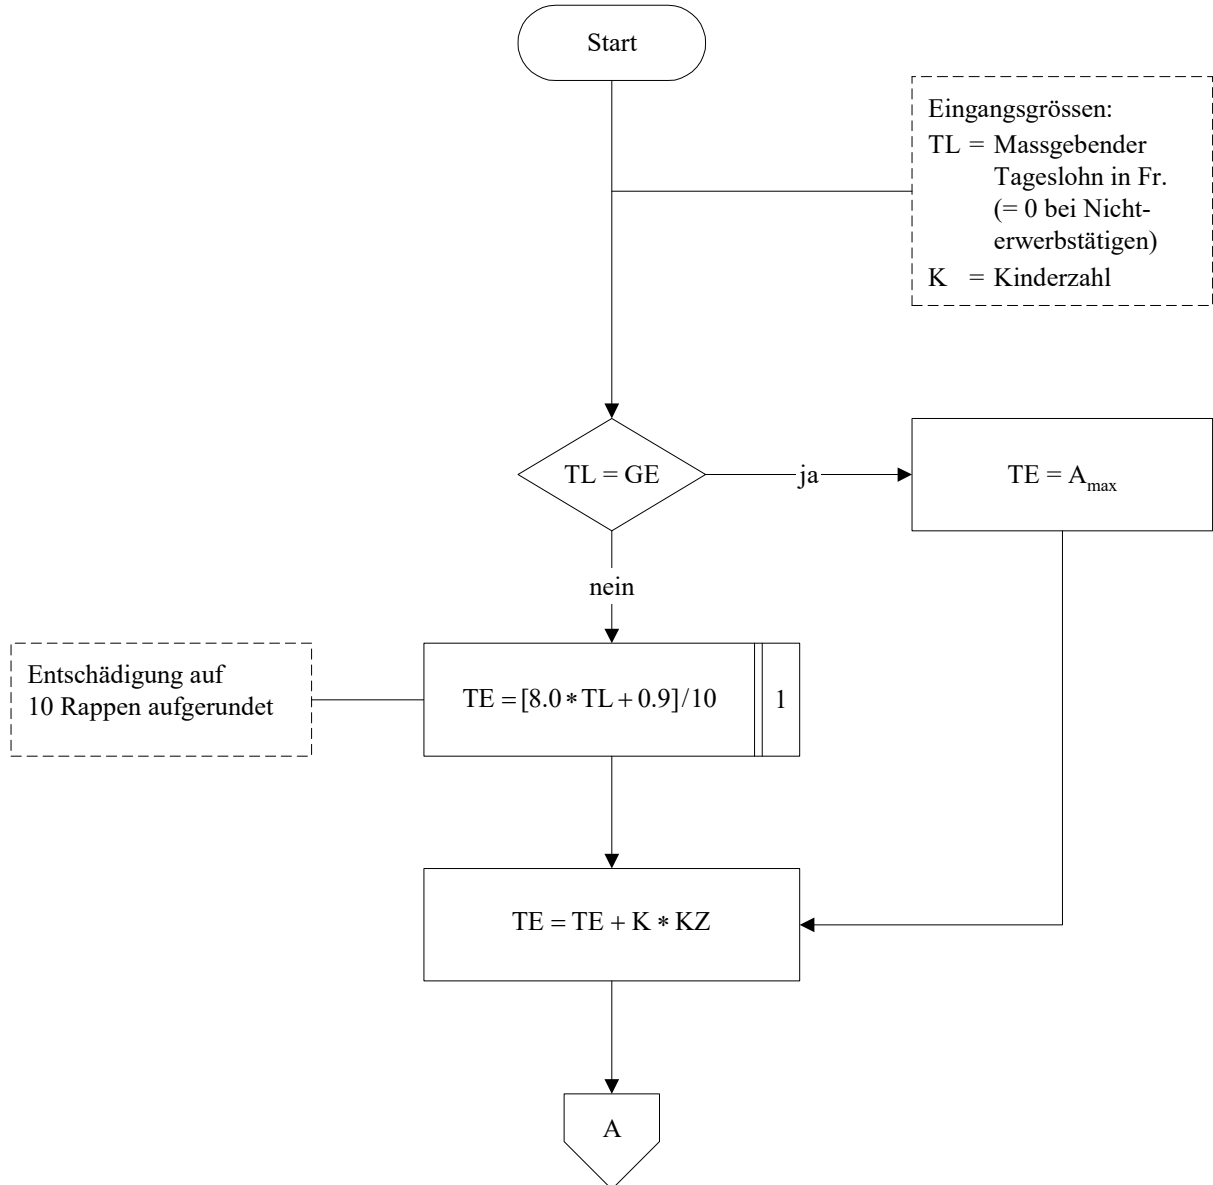 Start
Eingangsgrössen:
TL = Massgebender
Tageslohn in Fr.
(= 0 bei Nicht-
erwerbstätigen)
K = Kinderzahl
TL = GE
ja
TE = Amax
nein
Entschädigung auf
10 Rappen aufgerundet
TE = [8.0 * TL + 0.9]/10
1
TE = TE + K * KZ
A